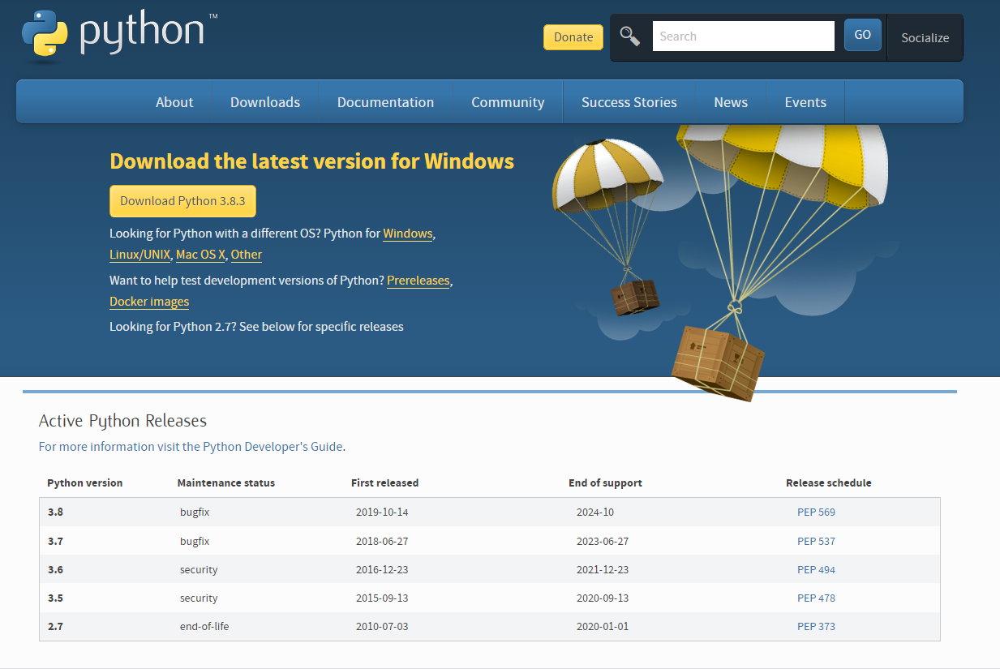 python™
Donate
Search
GO
Socialize
About Downloads Documentation Community Success Stories News Events
Download the latest version for Windows
Download Python 3.8.3
Looking for Python with a different OS? Python for Windows,
Linux/UNIX, Mac OS X, Other
Want to help test development versions of Python? Prereleases,
Docker images
Looking for Python 2.7? See below for specific releases
Active Python Releases
For more information visit the Python Developer's Guide.
Python version Maintenance status First released End of support Release schedule
3.8 bugfix 2019-10-14 2024-10 PEP 569
3.7 bugfix 2018-06-27 2023-06-27 PEP 537
3.6 security 2016-12-23 2021-12-23 PEP 494
3.5 security 2015-09-13 2020-09-13 PEP 478
2.7 end-of-life 2010-07-03 2020-01-01 PEP 373